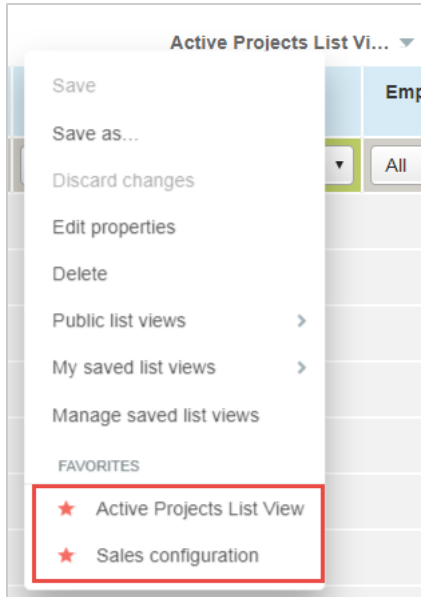 Active Projects List Vi...
Save
Emp
Save as...
All
Discard changes
Edit properties
Delete
Public list views
My saved list views
Manage saved list views
FAVORITES
Active Projects List View
Sales configuration